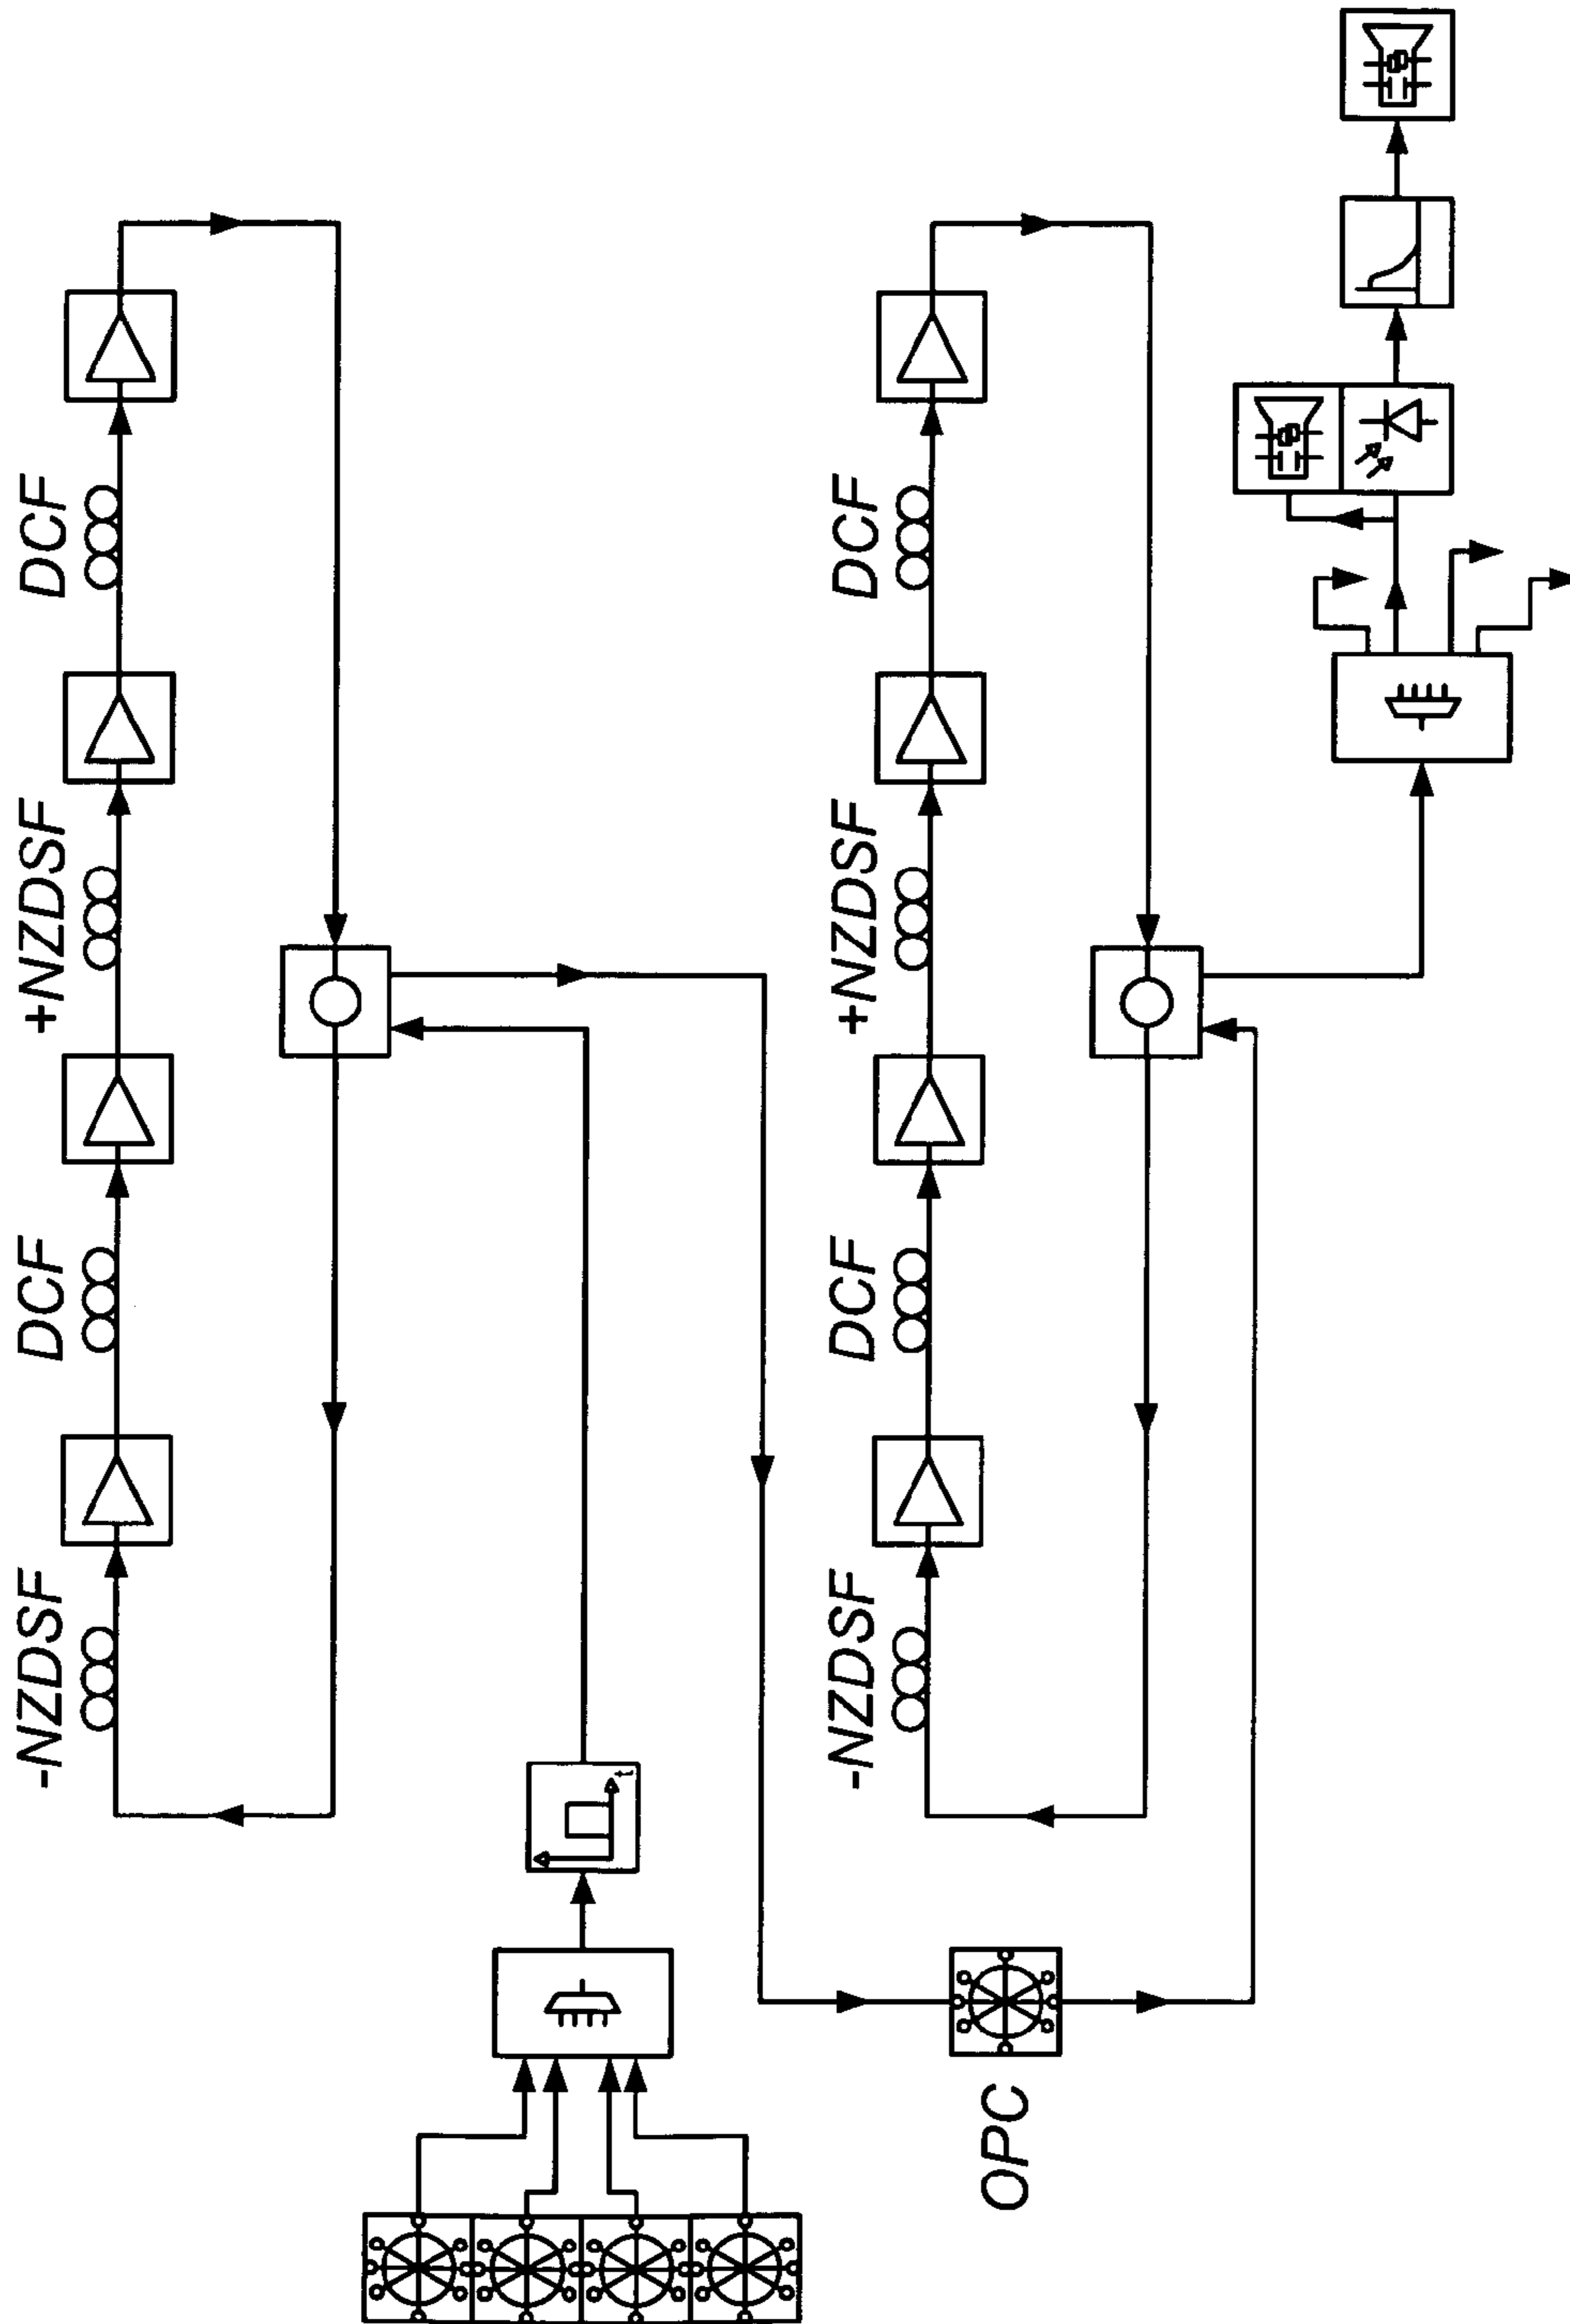 -NZDSF
DCF
+NZDSF
DCF
t
-NZDSF
DCF
+NZDSF
DCF
OPC